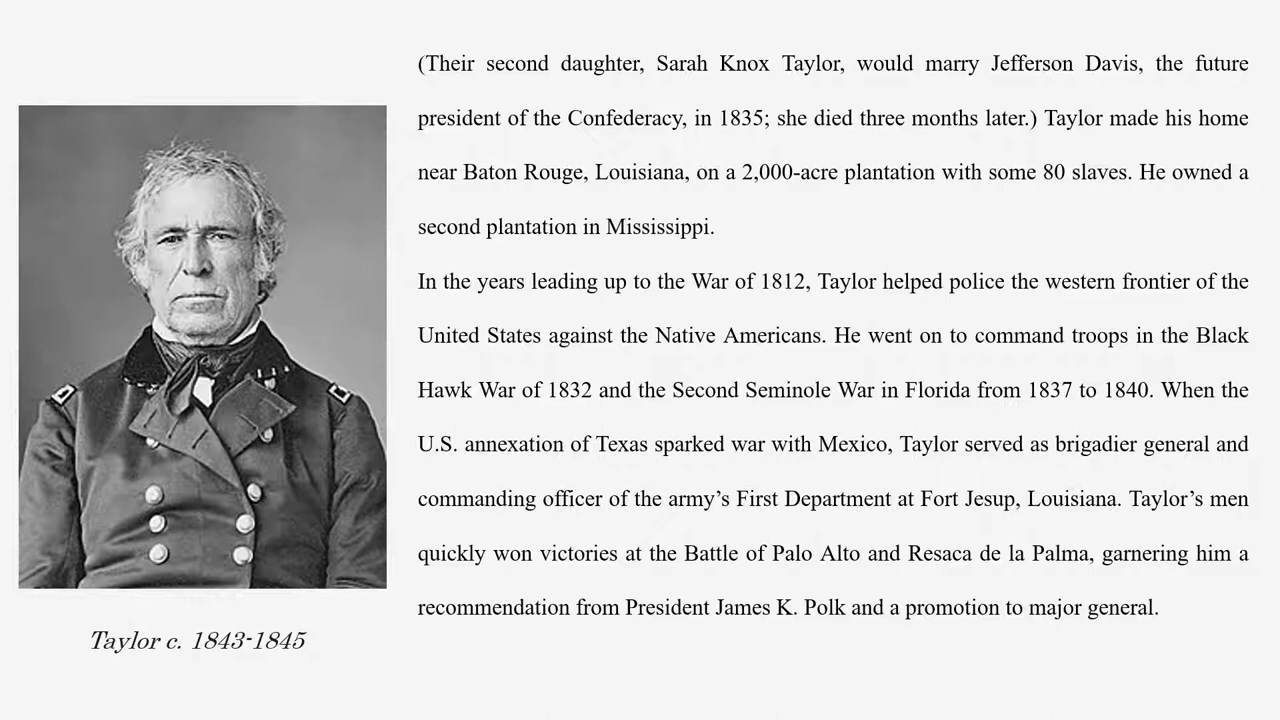 (Their second daughter, Sarah Knox Taylor, would marry Jefferson Davis, the future
president of the Confederacy, in 1835; she died three months later.) Taylor made his home
near Baton Rouge, Louisiana, on a 2,000-acre plantation with some 80 slaves. He owned a
second plantation in Mississippi.
In the years leading up to the War of 1812, Taylor helped police the western frontier of the
United States against the Native Americans. He went on to command troops in the Black
Hawk War of 1832 and the Second Seminole War in Florida from 1837 to 1840. When the
U.S. annexation of Texas sparked war with Mexico, Taylor served as brigadier general and
commanding officer of the army’s First Department at Fort Jesup, Louisiana. Taylor’s men
quickly won victories at the Battle of Palo Alto and Resaca de la Palma, garnering him a
recommendation from President James K. Polk and a promotion to major general.
Taylor c. 1843-1845